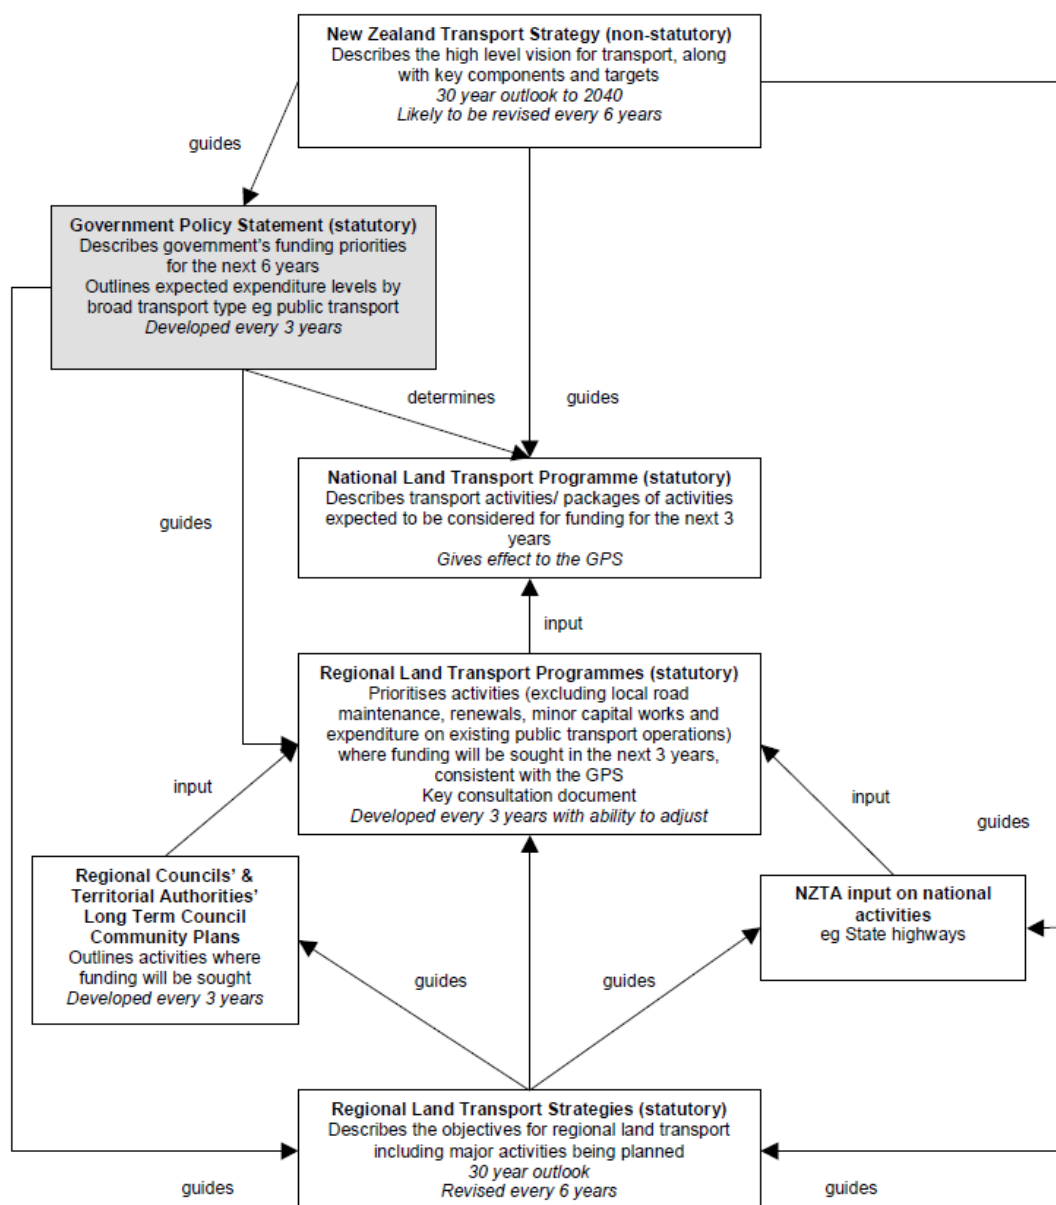 New Zealand Transport Strategy (non-statutory)
Describes the high level vision for transport, along
with key components and targets
30 year outlook to 2040
Likely to be revised every 6 years
guides
Government Policy Statement (statutory)
Describes government's funding priorities
for the next 6 years
Outlines expected expenditure levels by
broad transport type eg public transport
Developed every 3 years
determines
guides
National Land Transport Programme (statutory)
Describes transport activities/ packages of activities
expected to be considered for funding for the next 3
years
Gives effect to the GPS
guides
input
Regional Land Transport Programmes (statutory)
Prioritises activities (excluding local road
maintenance, renewals, minor capital works and
expenditure on existing public transport operations)
where funding will be sought in the next 3 years,
consistent with the GPS
Key consultation document
Developed every 3 years with ability to adjust
input
input
guides
Regional Councils' &
Territorial Authorities'
Long Term Council
Community Plans
Outlines activities where
funding will be sought
Developed every 3 years
NZTA input on national
activities
eg State highways
guides
guides
Regional Land Transport Strategies (statutory)
Describes the objectives for regional land transport
including major activities being planned
30 year outlook
Revised every 6 years
guides
guides